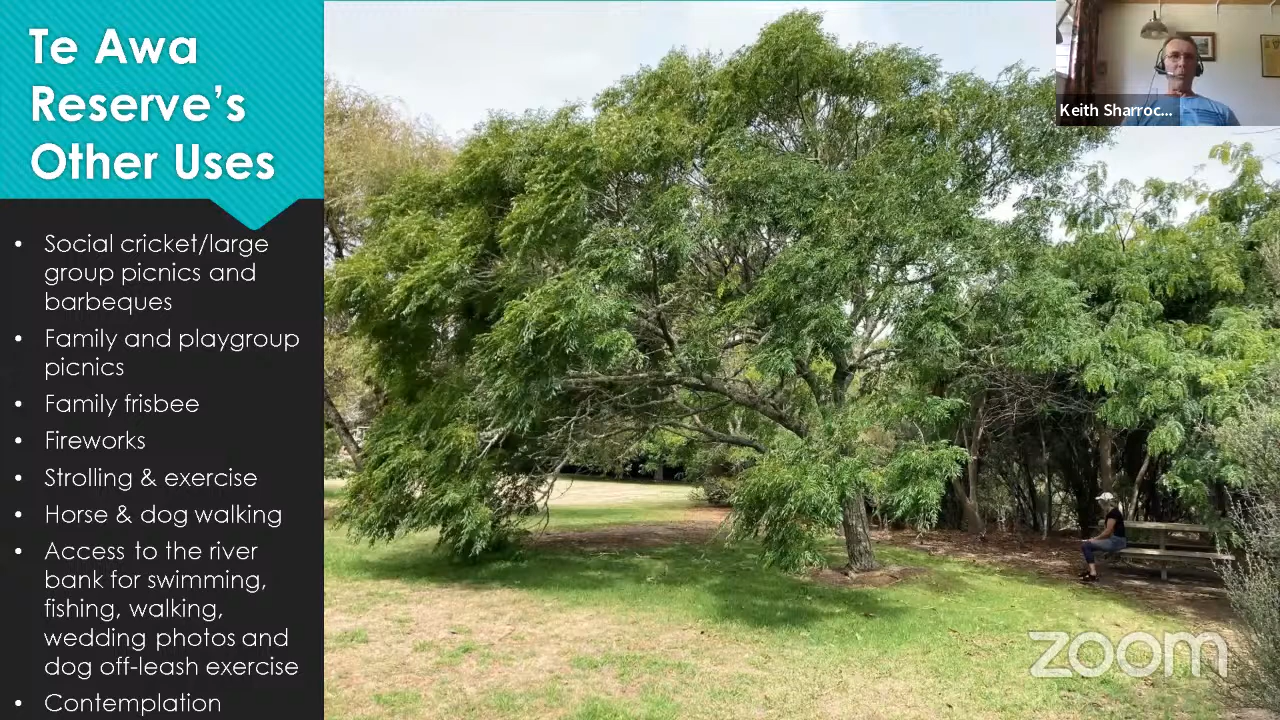 Te Awa
Reserve's
Other Uses
• Social cricket/large
group picnics and
barbeques
• Family and playgroup
picnics
• Family frisbee
• Fireworks
• Strolling & exercise
• Horse & dog walking
• Access to the river
bank for swimming,
fishing, walking,
wedding photos and
dog off-leash exercise
• Contemplation
Keith Sharroc...
zoom